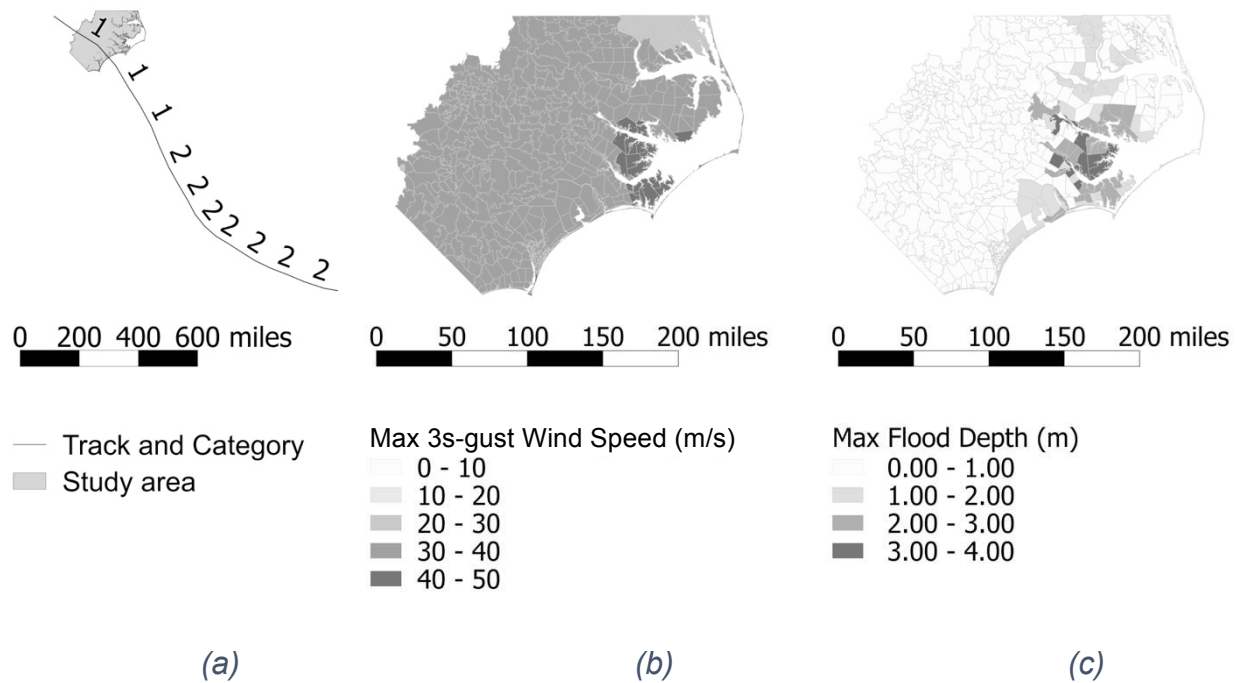 1
1
1
2
2
2
2
2
2
2
0 200 400 600 miles
0 50 100 150 200 miles
0 50 100 150 200 miles
Track and Category
Study area
Max 3s-gust Wind Speed (m/s)
0 - 10
10 - 20
20 - 30
30 - 40
40 - 50
Max Flood Depth (m)
0.00 - 1.00
1.00 - 2.00
2.00 - 3.00
3.00 - 4.00
(a)
(b)
(c)